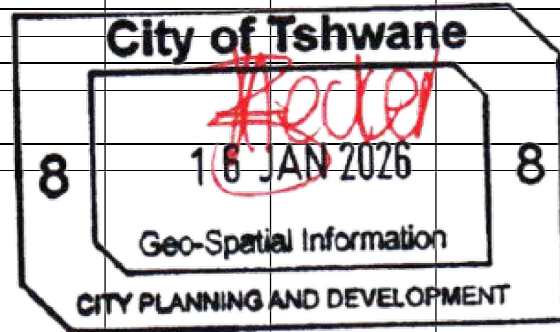 City of Tshwane
8 16 JAN 2026 8
Geo-Spatial Information
CITY PLANNING AND DEVELOPMENT